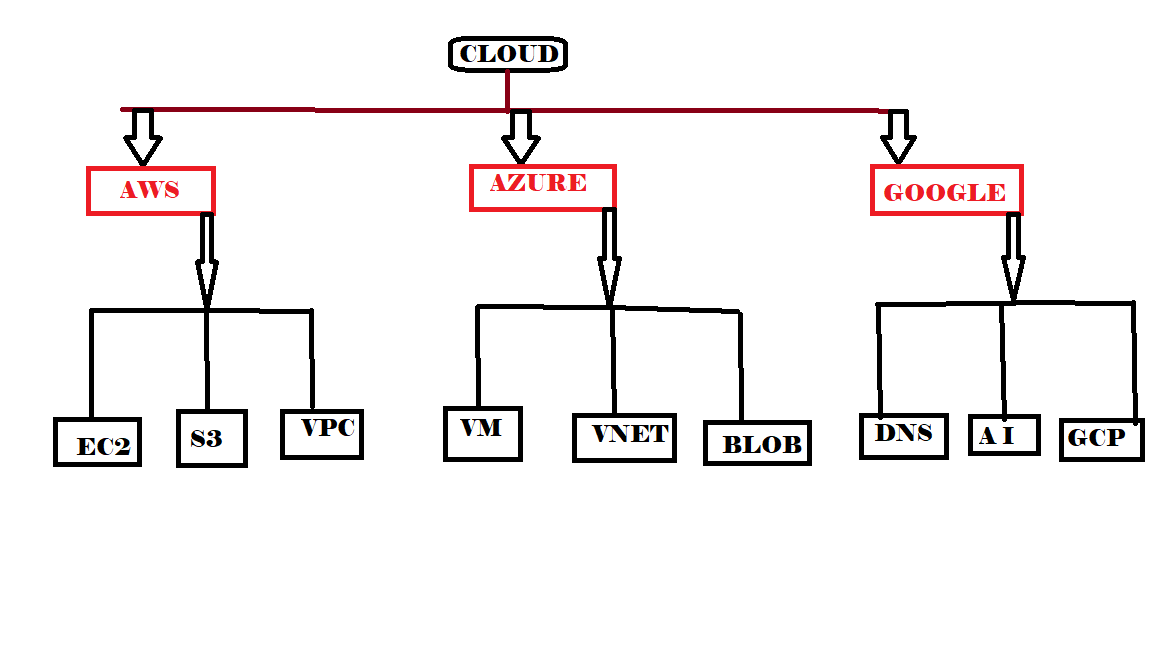 CLOUD
AWS
AZURE
GOOGLE
EC2
S3
VPC
VM
VNET
BLOB
DNS
A I
GCP